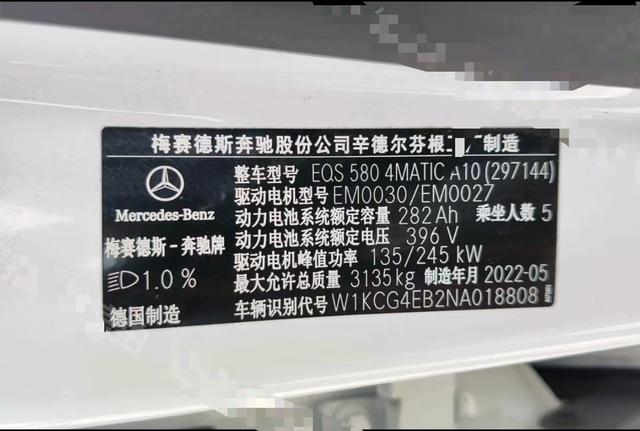 梅赛德斯奔驰股份公司辛德尔芬根 制造
整车型号 EQS 580 4MATIC A10 (297144)
驱动电机型号 EM0030/EM0027
动力电池系统额定容量 282 Ah 乘坐人数 5
动力电池系统额定电压 396 V
驱动电机峰值功率 135/245 kW
最大允许总质量 3135kg 制造年月 2022-05
车辆识别代号 W1KCG4EB2NA018808
Mercedes-Benz
梅赛德斯-奔驰牌
1.0 %
德国制造